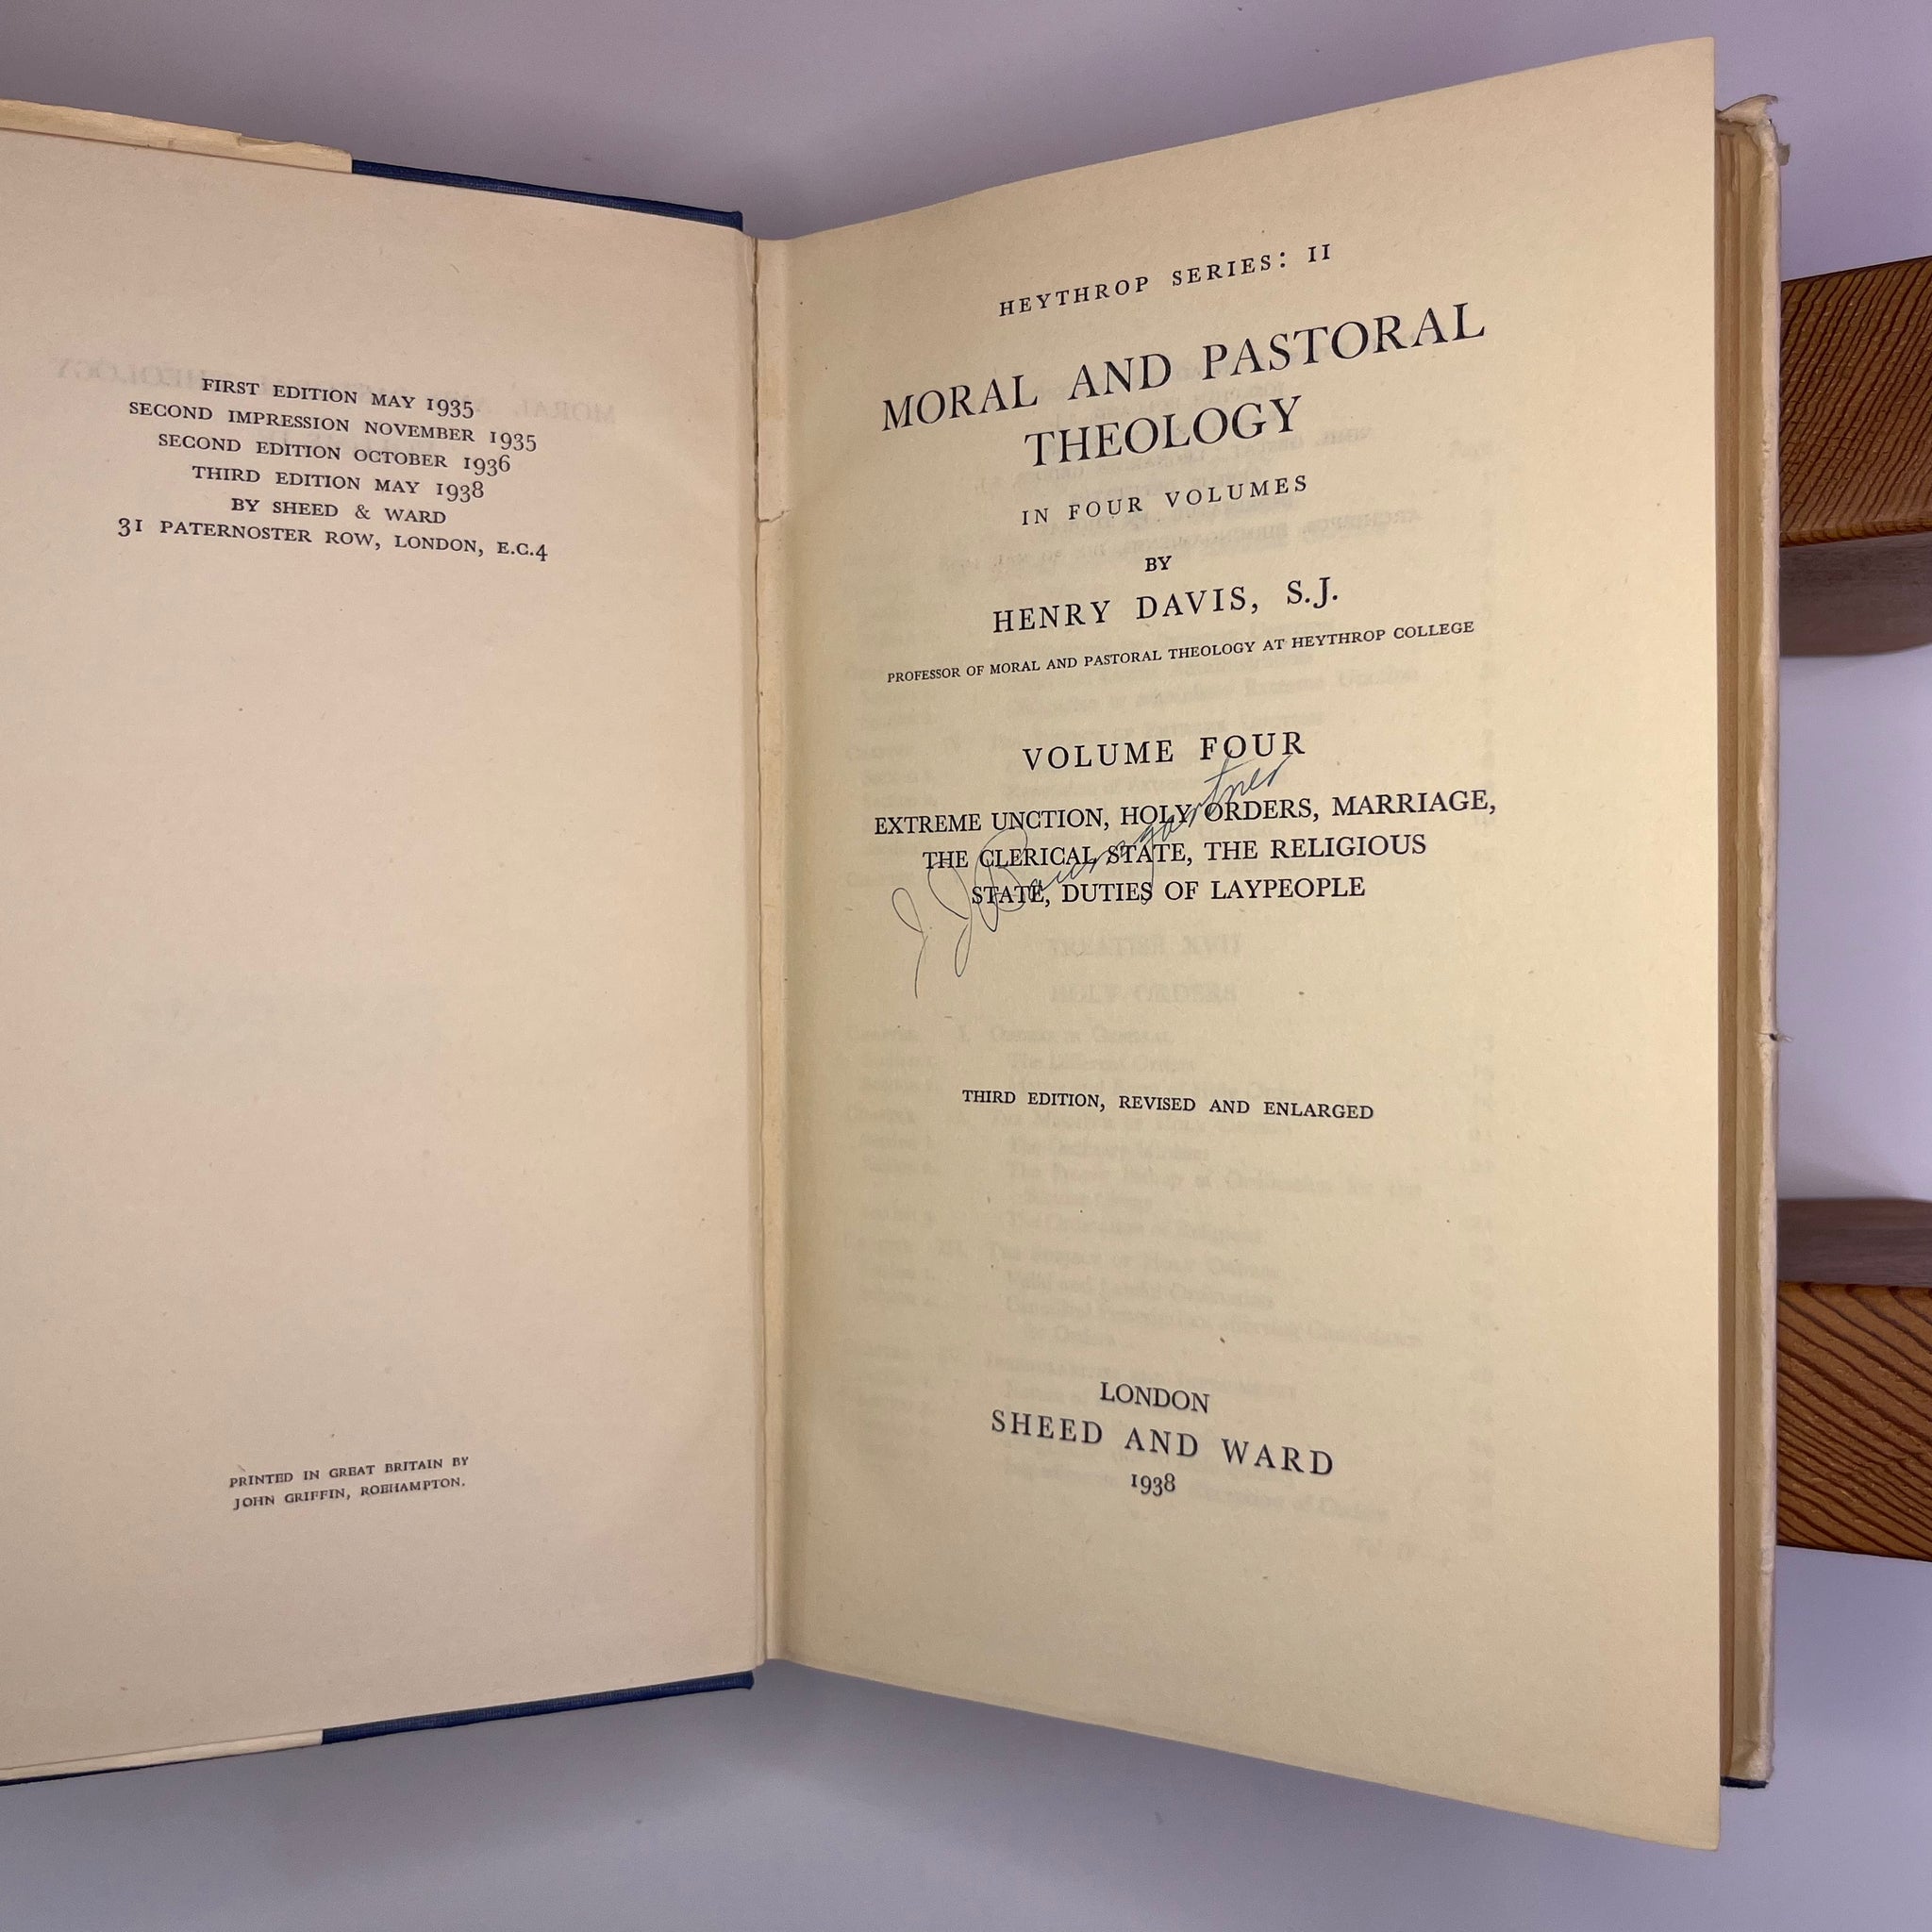 FIRST EDITION MAY 1935
SECOND IMPRESSION NOVEMBER 1935
SECOND EDITION OCTOBER 1936
THIRD EDITION MAY 1938
BY SHEED & WARD
31 PATERNOSTER ROW, LONDON, E.C.4
PRINTED IN GREAT BRITAIN BY
JOHN GRIFFIN, ROEHAMPTON.
HEYTHROP SERIES: II
MORAL AND PASTORAL
THEOLOGY
IN FOUR VOLUMES
BY
HENRY DAVIS, S.J.
PROFESSOR OF MORAL AND PASTORAL THEOLOGY AT HEYTHROP COLLEGE
VOLUME FOUR
EXTREME UNCTION, HOLY ORDERS, MARRIAGE,
THE CLERICAL STATE, THE RELIGIOUS
STATE, DUTIES OF LAYPEOPLE
J. J. Baumgartner
THIRD EDITION, REVISED AND ENLARGED
LONDON
SHEED AND WARD
1938